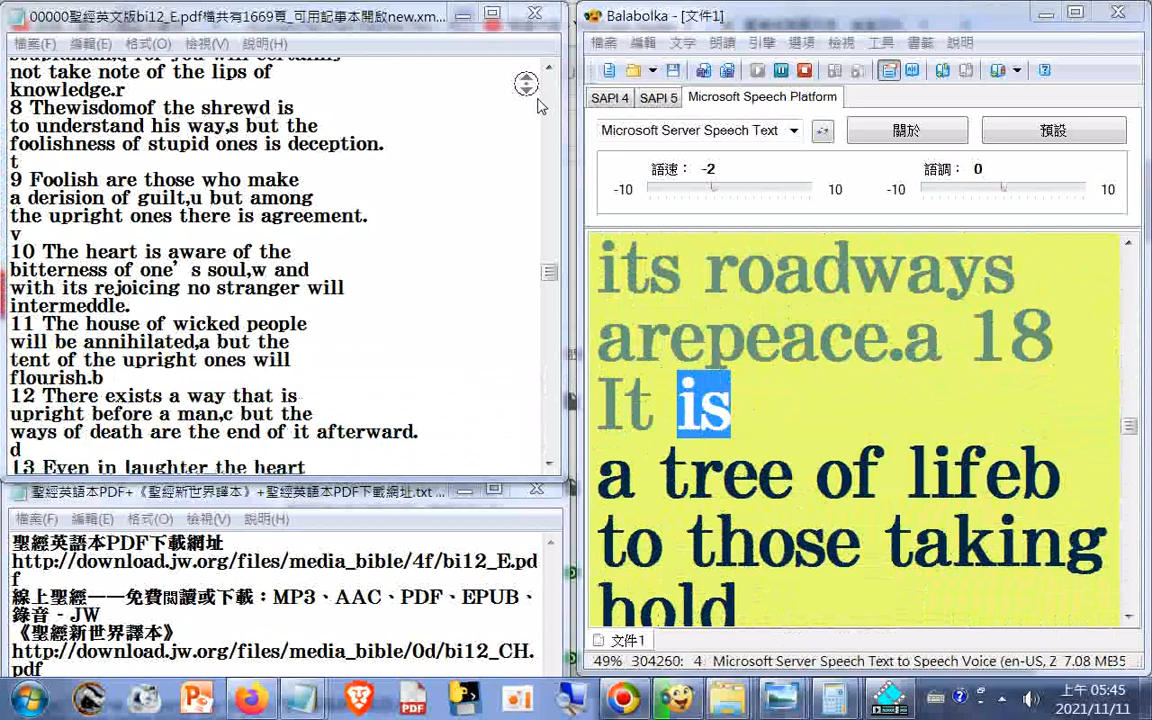 00000聖經英文版bi12_E.pdf檔共有1669頁_可用記事本開啟new.xm...
檔案(F) 編輯(E) 格式(O) 檢視(V) 說明(H)
not take note of the lips of
knowledge.r
8 Thewisdomof the shrewd is
to understand his way,s but the
foolishness of stupid ones is deception.
t
9 Foolish are those who make
a derision of guilt,u but among
the upright ones there is agreement.
v
10 The heart is aware of the
bitterness of one’s soul,w and
with its rejoicing no stranger will
intermeddle.
11 The house of wicked people
will be annihilated,a but the
tent of the upright ones will
flourish.b
12 There exists a way that is
upright before a man,c but the
ways of death are the end of it afterward.
d
13 Even in laughter the heart
聖經英語本PDF+《聖經新世界譯本》+聖經英語本PDF下載網址.txt ...
檔案(F) 編輯(E) 格式(O) 檢視(V) 說明(H)
聖經英語本PDF下載網址
http://download.jw.org/files/media_bible/4f/bi12_E.pd
f
線上聖經——免費閱讀或下載：MP3、AAC、PDF、EPUB、
錄音 - JW
《聖經新世界譯本》
http://download.jw.org/files/media_bible/0d/bi12_CH.
pdf
Balabolka - [文件1]
檔案 編輯 文字 朗讀 引擎 選項 檢視 工具 書籤 說明
SAPI 4 SAPI 5 Microsoft Speech Platform
Microsoft Server Speech Text 關於 預設
語速： -2 語調： 0
-10 10 -10 10
its roadways
arepeace.a 18
It is
a tree of lifeb
to those taking
hold
文件1
49% 304260: 4 Microsoft Server Speech Text to Speech Voice (en-US, Z 7.08 MB
上午 05:45
2021/11/11